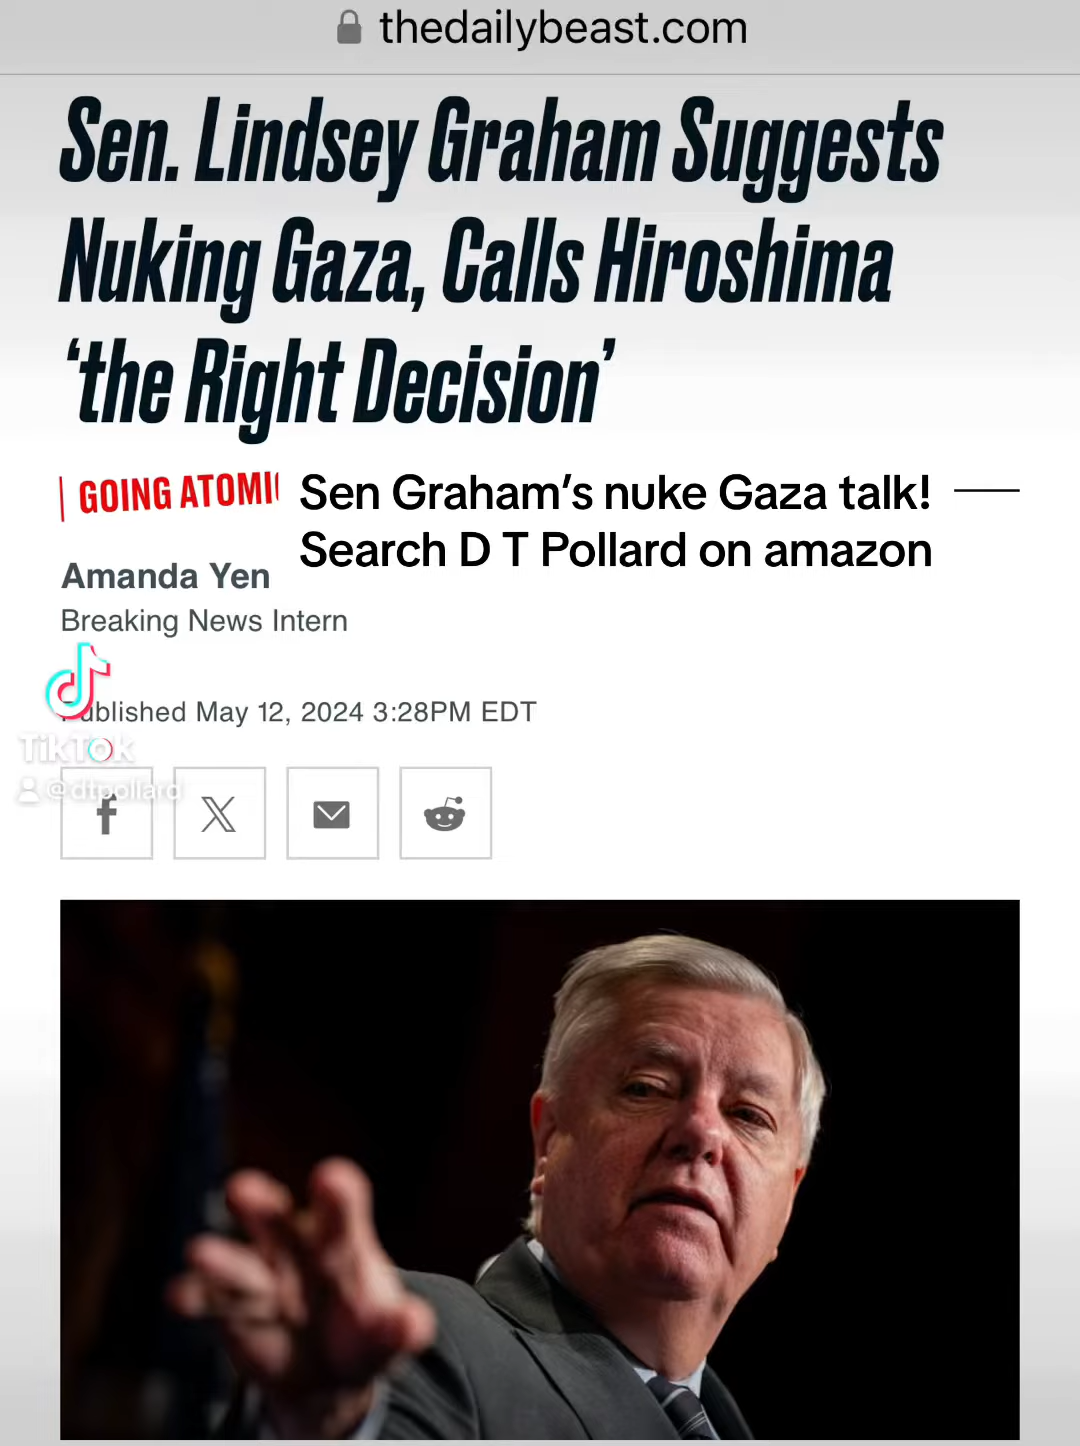 thedailybeast.com
Sen. Lindsey Graham Suggests
Nuking Gaza, Calls Hiroshima
‘the Right Decision’
GOING ATOMI
Sen Graham’s nuke Gaza talk!
Search D T Pollard on amazon
Amanda Yen
Breaking News Intern
Published May 12, 2024 3:28PM EDT
TikTok
@dtpollard